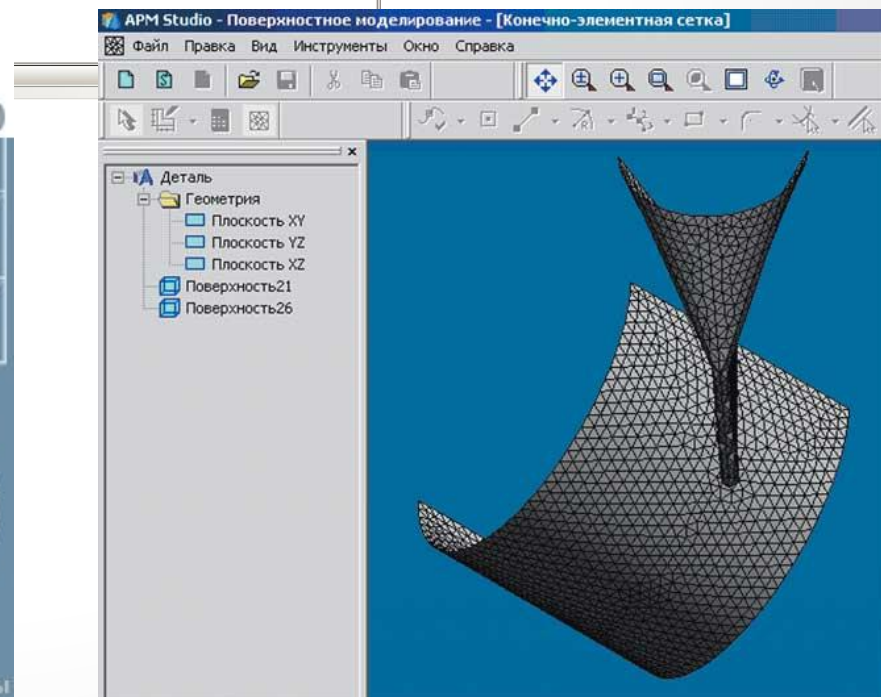 APM Studio - Поверхностное моделирование - [Конечно-элементная сетка]
Файл Правка Вид Инструменты Окно Справка
Деталь
Геометрия
Плоскость XY
Плоскость YZ
Плоскость XZ
Поверхность21
Поверхность26